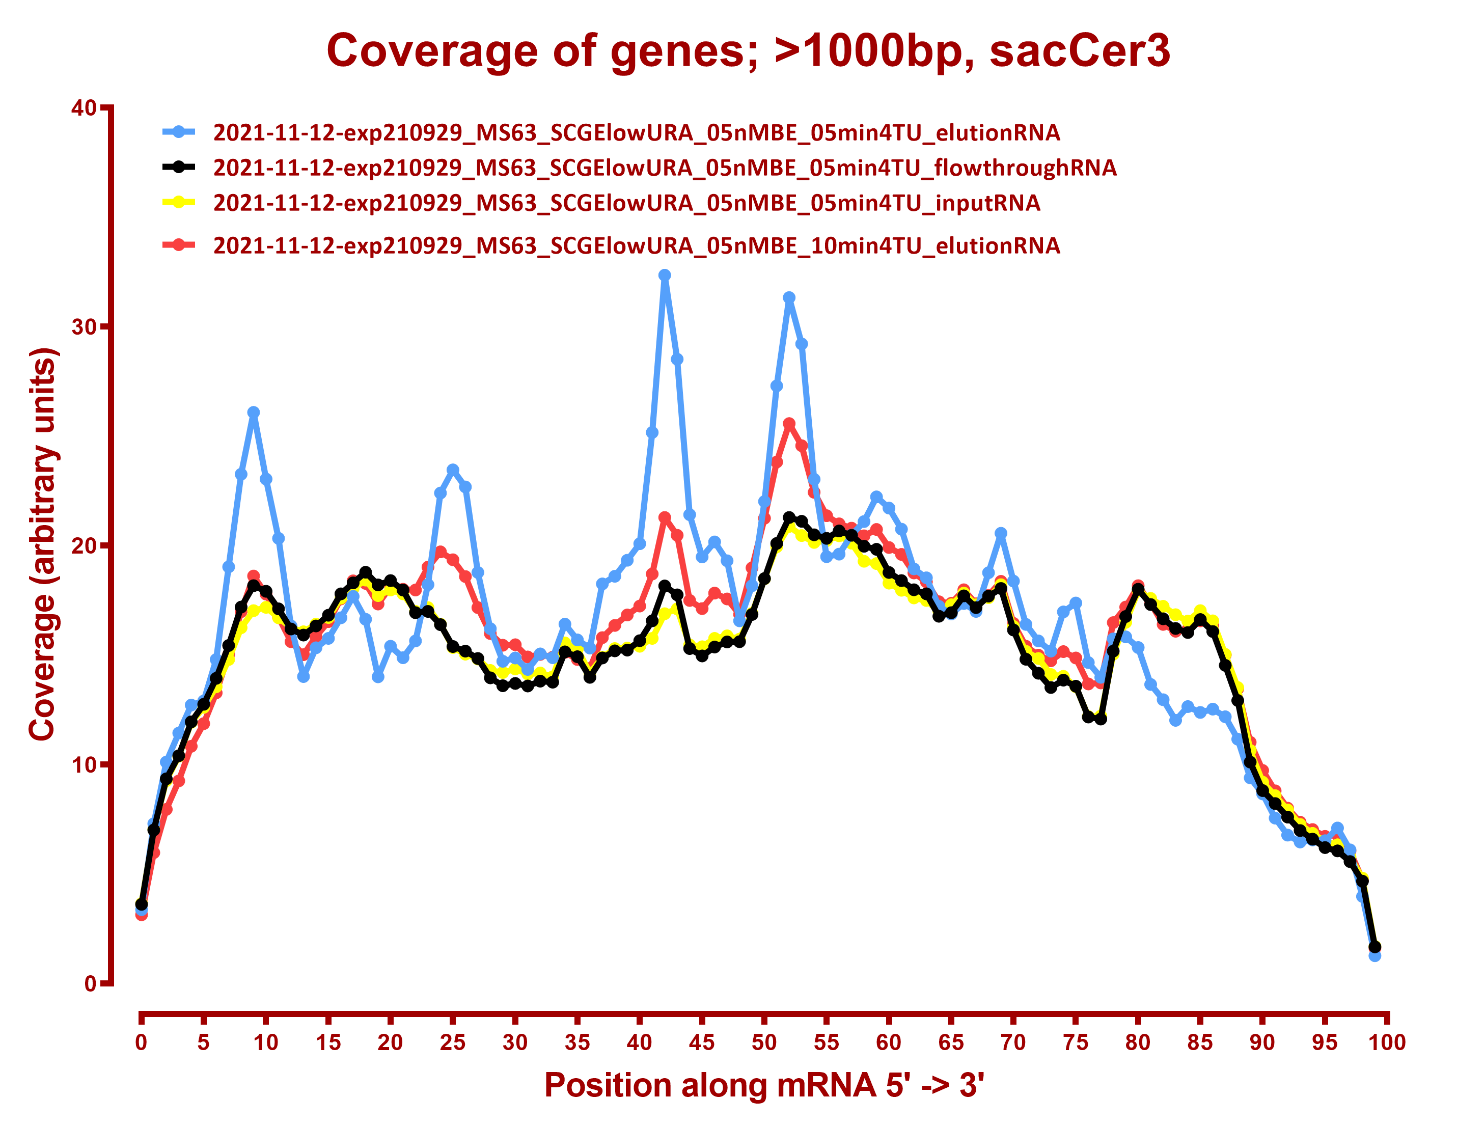 Coverage of genes; >1000bp, sacCer3
40
2021-11-12-exp210929_MS63_SCGElowURA_05nMBE_05min4TU_elutionRNA
2021-11-12-exp210929_MS63_SCGElowURA_05nMBE_05min4TU_flowthroughRNA
2021-11-12-exp210929_MS63_SCGElowURA_05nMBE_05min4TU_inputRNA
2021-11-12-exp210929_MS63_SCGElowURA_05nMBE_10min4TU_elutionRNA
30
20
10
0
Coverage (arbitrary units)
0 5 10 15 20 25 30 35 40 45 50 55 60 65 70 75 80 85 90 95 100
Position along mRNA 5' -> 3'